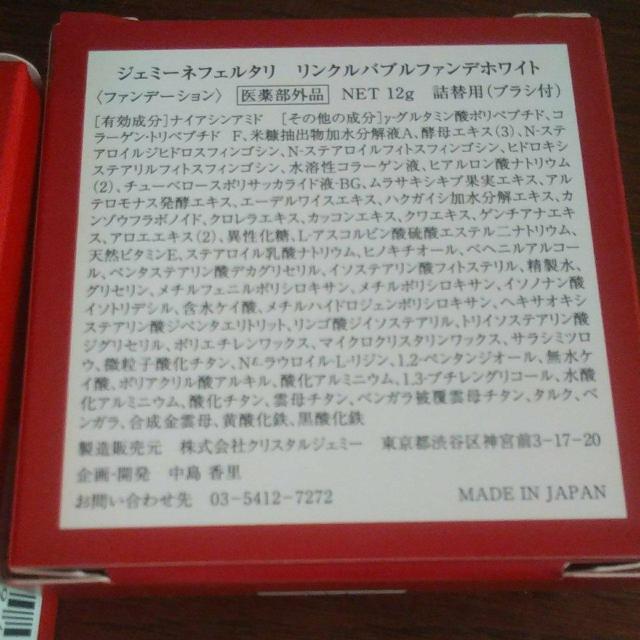 ジェミーネフェルタリ　リンクルバブルファンデホワイト
〈ファンデーション〉 医薬部外品 NET 12g 詰替用(ブラシ付)
[有効成分]ナイアシンアミド [その他の成分]γ-グルタミン酸ポリペプチド、コ
ラーゲン・トリペプチド F、米糠抽出物加水分解液A、酵母エキス(3)、N-ステ
アロイルジヒドロスフィンゴシン、N-ステアロイルフィトスフィンゴシン、ヒドロキシ
ステアリルフィトスフィンゴシン、水溶性コラーゲン液、ヒアルロン酸ナトリウム
(2)、チューベロースポリサッカライド液・BG、ムラサキシキブ果実エキス、アル
テロモナス発酵エキス、エーデルワイスエキス、ハクガイシ加水分解エキス、カ
ンゾウフラボノイド、クロレラエキス、カッコンエキス、クワエキス、ゲンチアナエキ
ス、アロエエキス(2)、異性化糖、L-アスコルビン酸硫酸エステル二ナトリウム、
天然ビタミンE、ステアロイル乳酸ナトリウム、ヒノキチオール、ベヘニルアルコー
ル、ペンタステアリン酸デカグリセリル、イソステアリン酸フィトステリル、精製水、
グリセリン、メチルフェニルポリシロキサン、メチルポリシロキサン、イソノナン酸
イソトリデシル、含水ケイ酸、メチルハイドロジェンポリシロキサン、ヘキサオキシ
ステアリン酸ジペンタエリトリット、リンゴ酸ジイソステアリル、トリイソステアリン酸
ジグリセリル、ポリエチレンワックス、マイクロクリスタリンワックス、サラシミツロ
ウ、微粒子酸化チタン、Nε-ラウロイル-L-リジン、1,2-ペンタンジオール、無水ケ
イ酸、ポリアクリル酸アルキル、酸化アルミニウム、1,3-ブチレングリコール、水酸
化アルミニウム、酸化チタン、雲母チタン、ベンガラ被覆雲母チタン、タルク、ベン
ガラ、合成金雲母、黄酸化鉄、黒酸化鉄
製造販売元　株式会社クリスタルジェミー　東京都渋谷区神宮前3-17-20
企画・開発　中島 香里
お問い合わせ先　03-5412-7272　MADE IN JAPAN